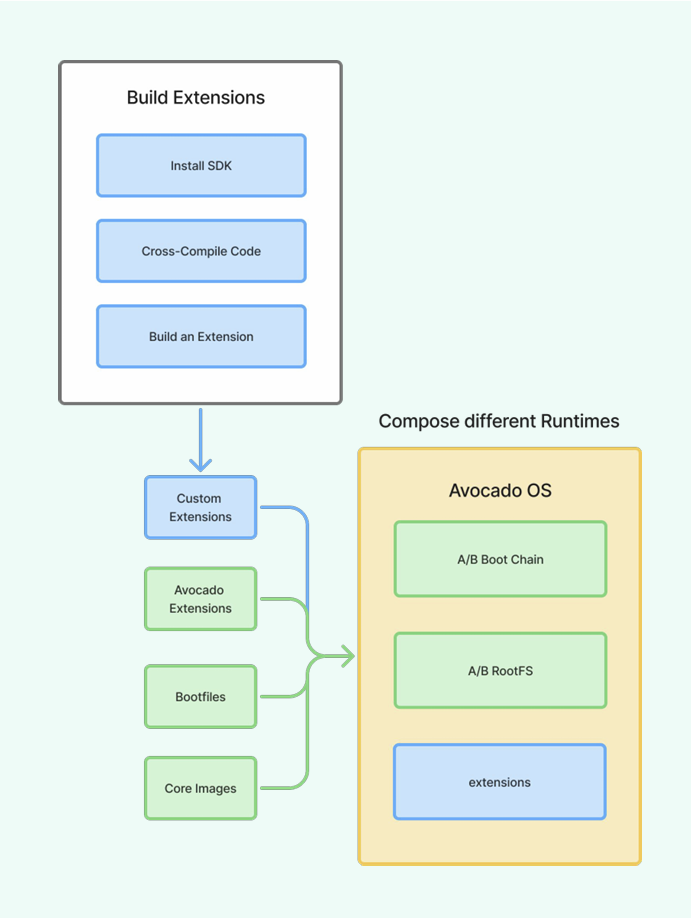 Build Extensions
Install SDK
Cross-Compile Code
Build an Extension
Custom
Extensions
Avocado
Extensions
Bootfiles
Core Images
Compose different Runtimes
Avocado OS
A/B Boot Chain
A/B RootFS
extensions